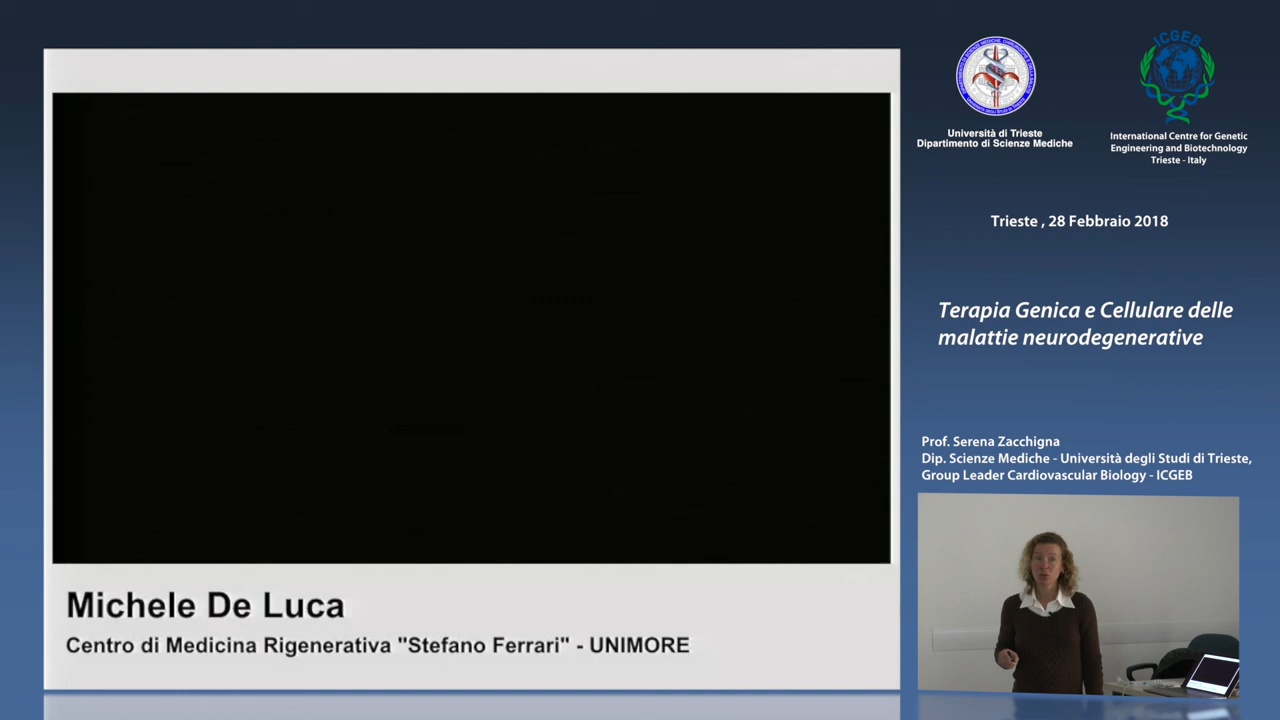 Michele De Luca
Centro di Medicina Rigenerativa "Stefano Ferrari" - UNIMORE
Università di Trieste
Dipartimento di Scienze Mediche
ICGEB
International Centre for Genetic
Engineering and Biotechnology
Trieste - Italy
Trieste , 28 Febbraio 2018
Terapia Genica e Cellulare delle
malattie neurodegenerative
Prof. Serena Zacchigna
Dip. Scienze Mediche - Università degli Studi di Trieste,
Group Leader Cardiovascular Biology - ICGEB